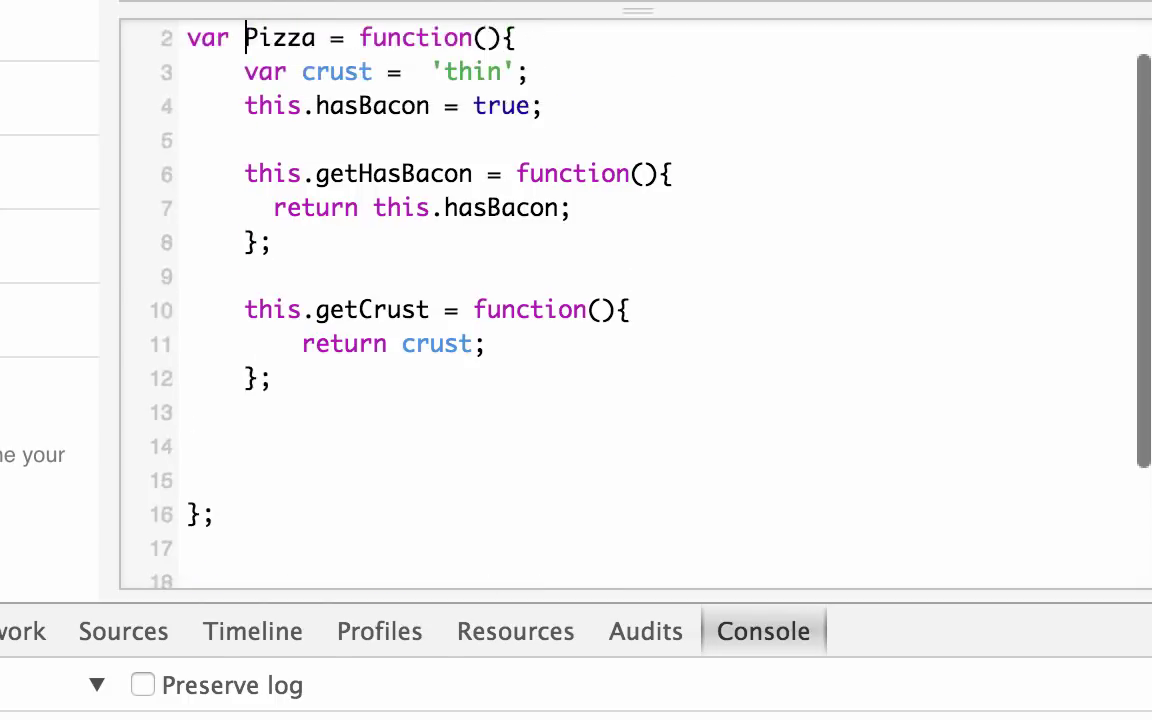 2 var Pizza = function(){
3 var crust =  'thin';
4 this.hasBacon = true;
5
6 this.getHasBacon = function(){
7 return this.hasBacon;
8 };
9
10 this.getCrust = function(){
11 return crust;
12 };
13
14
ne your
15
16 };
17
18
work Sources Timeline Profiles Resources Audits Console
▼ Preserve log